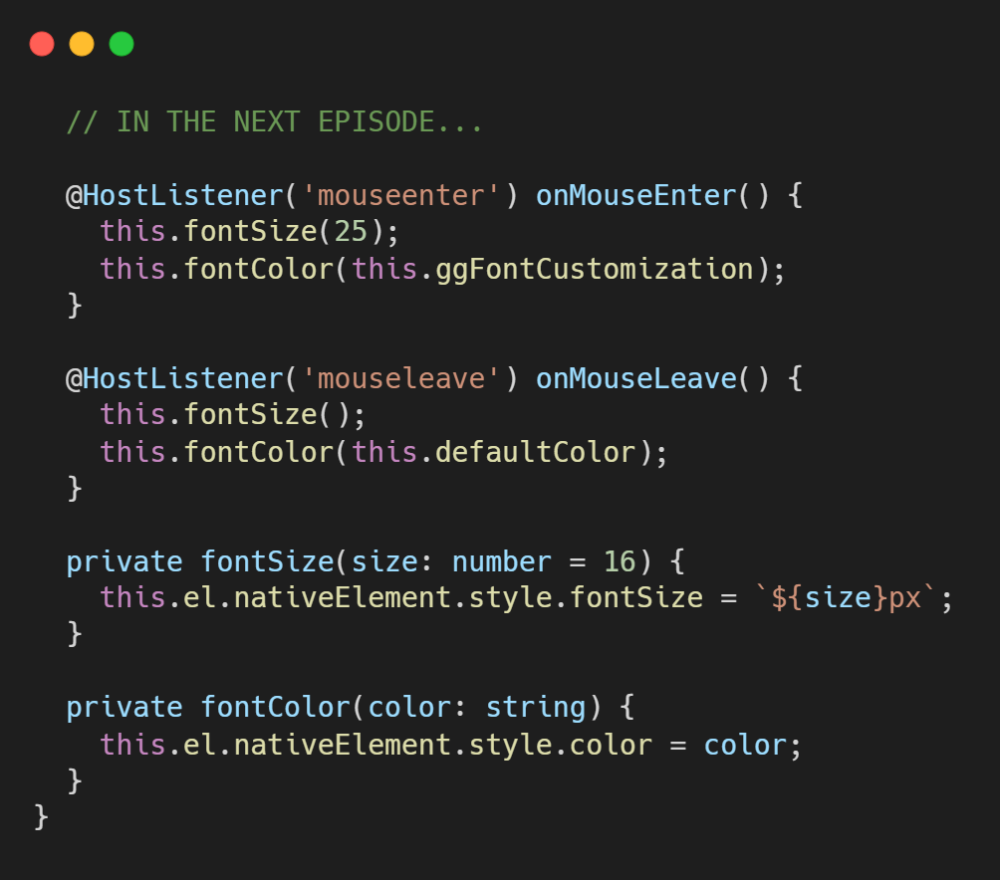 // IN THE NEXT EPISODE...
@HostListener('mouseenter') onMouseEnter() {
this.fontSize(25);
this.fontColor(this.ggFontCustomization);
}
@HostListener('mouseleave') onMouseLeave() {
this.fontSize();
this.fontColor(this.defaultColor);
}
private fontSize(size: number = 16) {
this.el.nativeElement.style.fontSize = `${size}px`;
}
private fontColor(color: string) {
this.el.nativeElement.style.color = color;
}
}